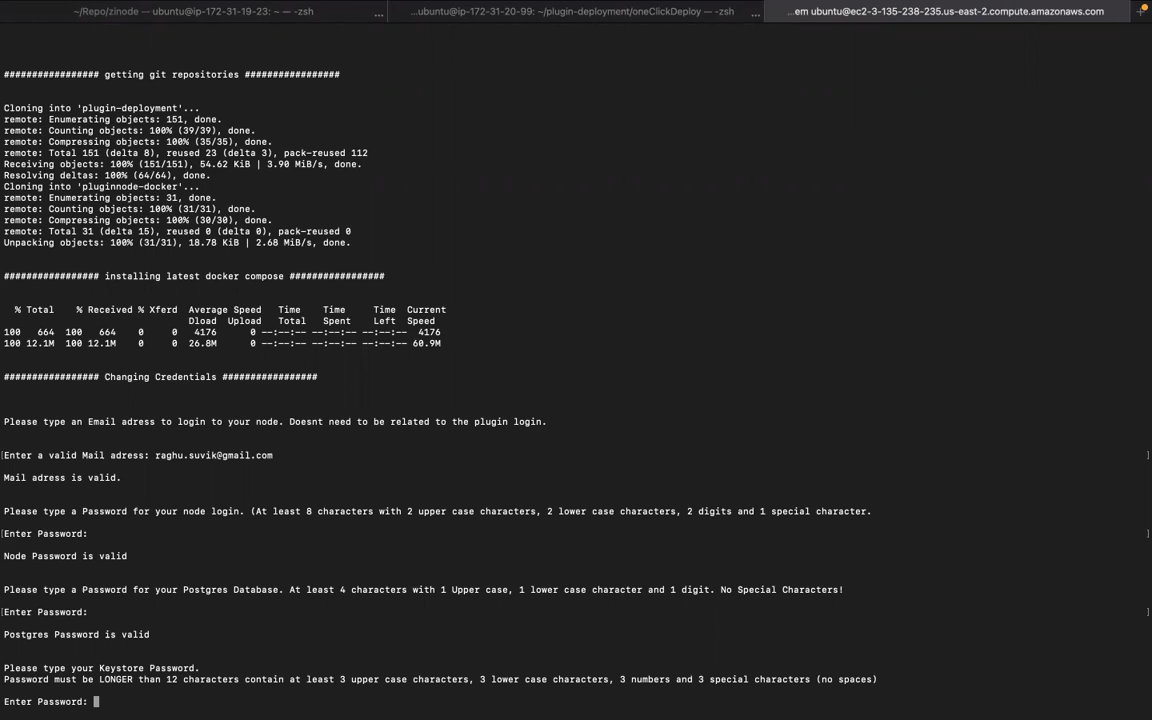 ~/Repo/zinode — ubuntu@ip-172-31-19-23: ~ — -zsh
...ubuntu@ip-172-31-20-99: ~/plugin-deployment/oneClickDeploy — -zsh
...em ubuntu@ec2-3-135-238-235.us-east-2.compute.amazonaws.com
################# getting git repositories #################
Cloning into 'plugin-deployment'...
remote: Enumerating objects: 151, done.
remote: Counting objects: 100% (39/39), done.
remote: Compressing objects: 100% (35/35), done.
remote: Total 151 (delta 8), reused 23 (delta 3), pack-reused 112
Receiving objects: 100% (151/151), 54.62 KiB | 3.90 MiB/s, done.
Resolving deltas: 100% (64/64), done.
Cloning into 'pluginnode-docker'...
remote: Enumerating objects: 31, done.
remote: Counting objects: 100% (31/31), done.
remote: Compressing objects: 100% (30/30), done.
remote: Total 31 (delta 15), reused 0 (delta 0), pack-reused 0
Unpacking objects: 100% (31/31), 18.78 KiB | 2.68 MiB/s, done.
################# installing latest docker compose #################
% Total % Received % Xferd Average Speed Time Time Time Current
Dload Upload Total Spent Left Speed
100 664 100 664 0 0 4176 0 --:--:-- --:--:-- --:--:-- 4176
100 12.1M 100 12.1M 0 0 26.8M 0 --:--:-- --:--:-- --:--:-- 60.9M
################# Changing Credentials #################
Please type an Email adress to login to your node. Doesnt need to be related to the plugin login.
[Enter a valid Mail adress: raghu.suvik@gmail.com ]
Mail adress is valid.
Please type a Password for your node login. (At least 8 characters with 2 upper case characters, 2 lower case characters, 2 digits and 1 special character.
[Enter Password: ]
Node Password is valid
Please type a Password for your Postgres Database. At least 4 characters with 1 Upper case, 1 lower case character and 1 digit. No Special Characters!
[Enter Password: ]
Postgres Password is valid
Please type your Keystore Password.
Password must be LONGER than 12 characters contain at least 3 upper case characters, 3 lower case characters, 3 numbers and 3 special characters (no spaces)
Enter Password: